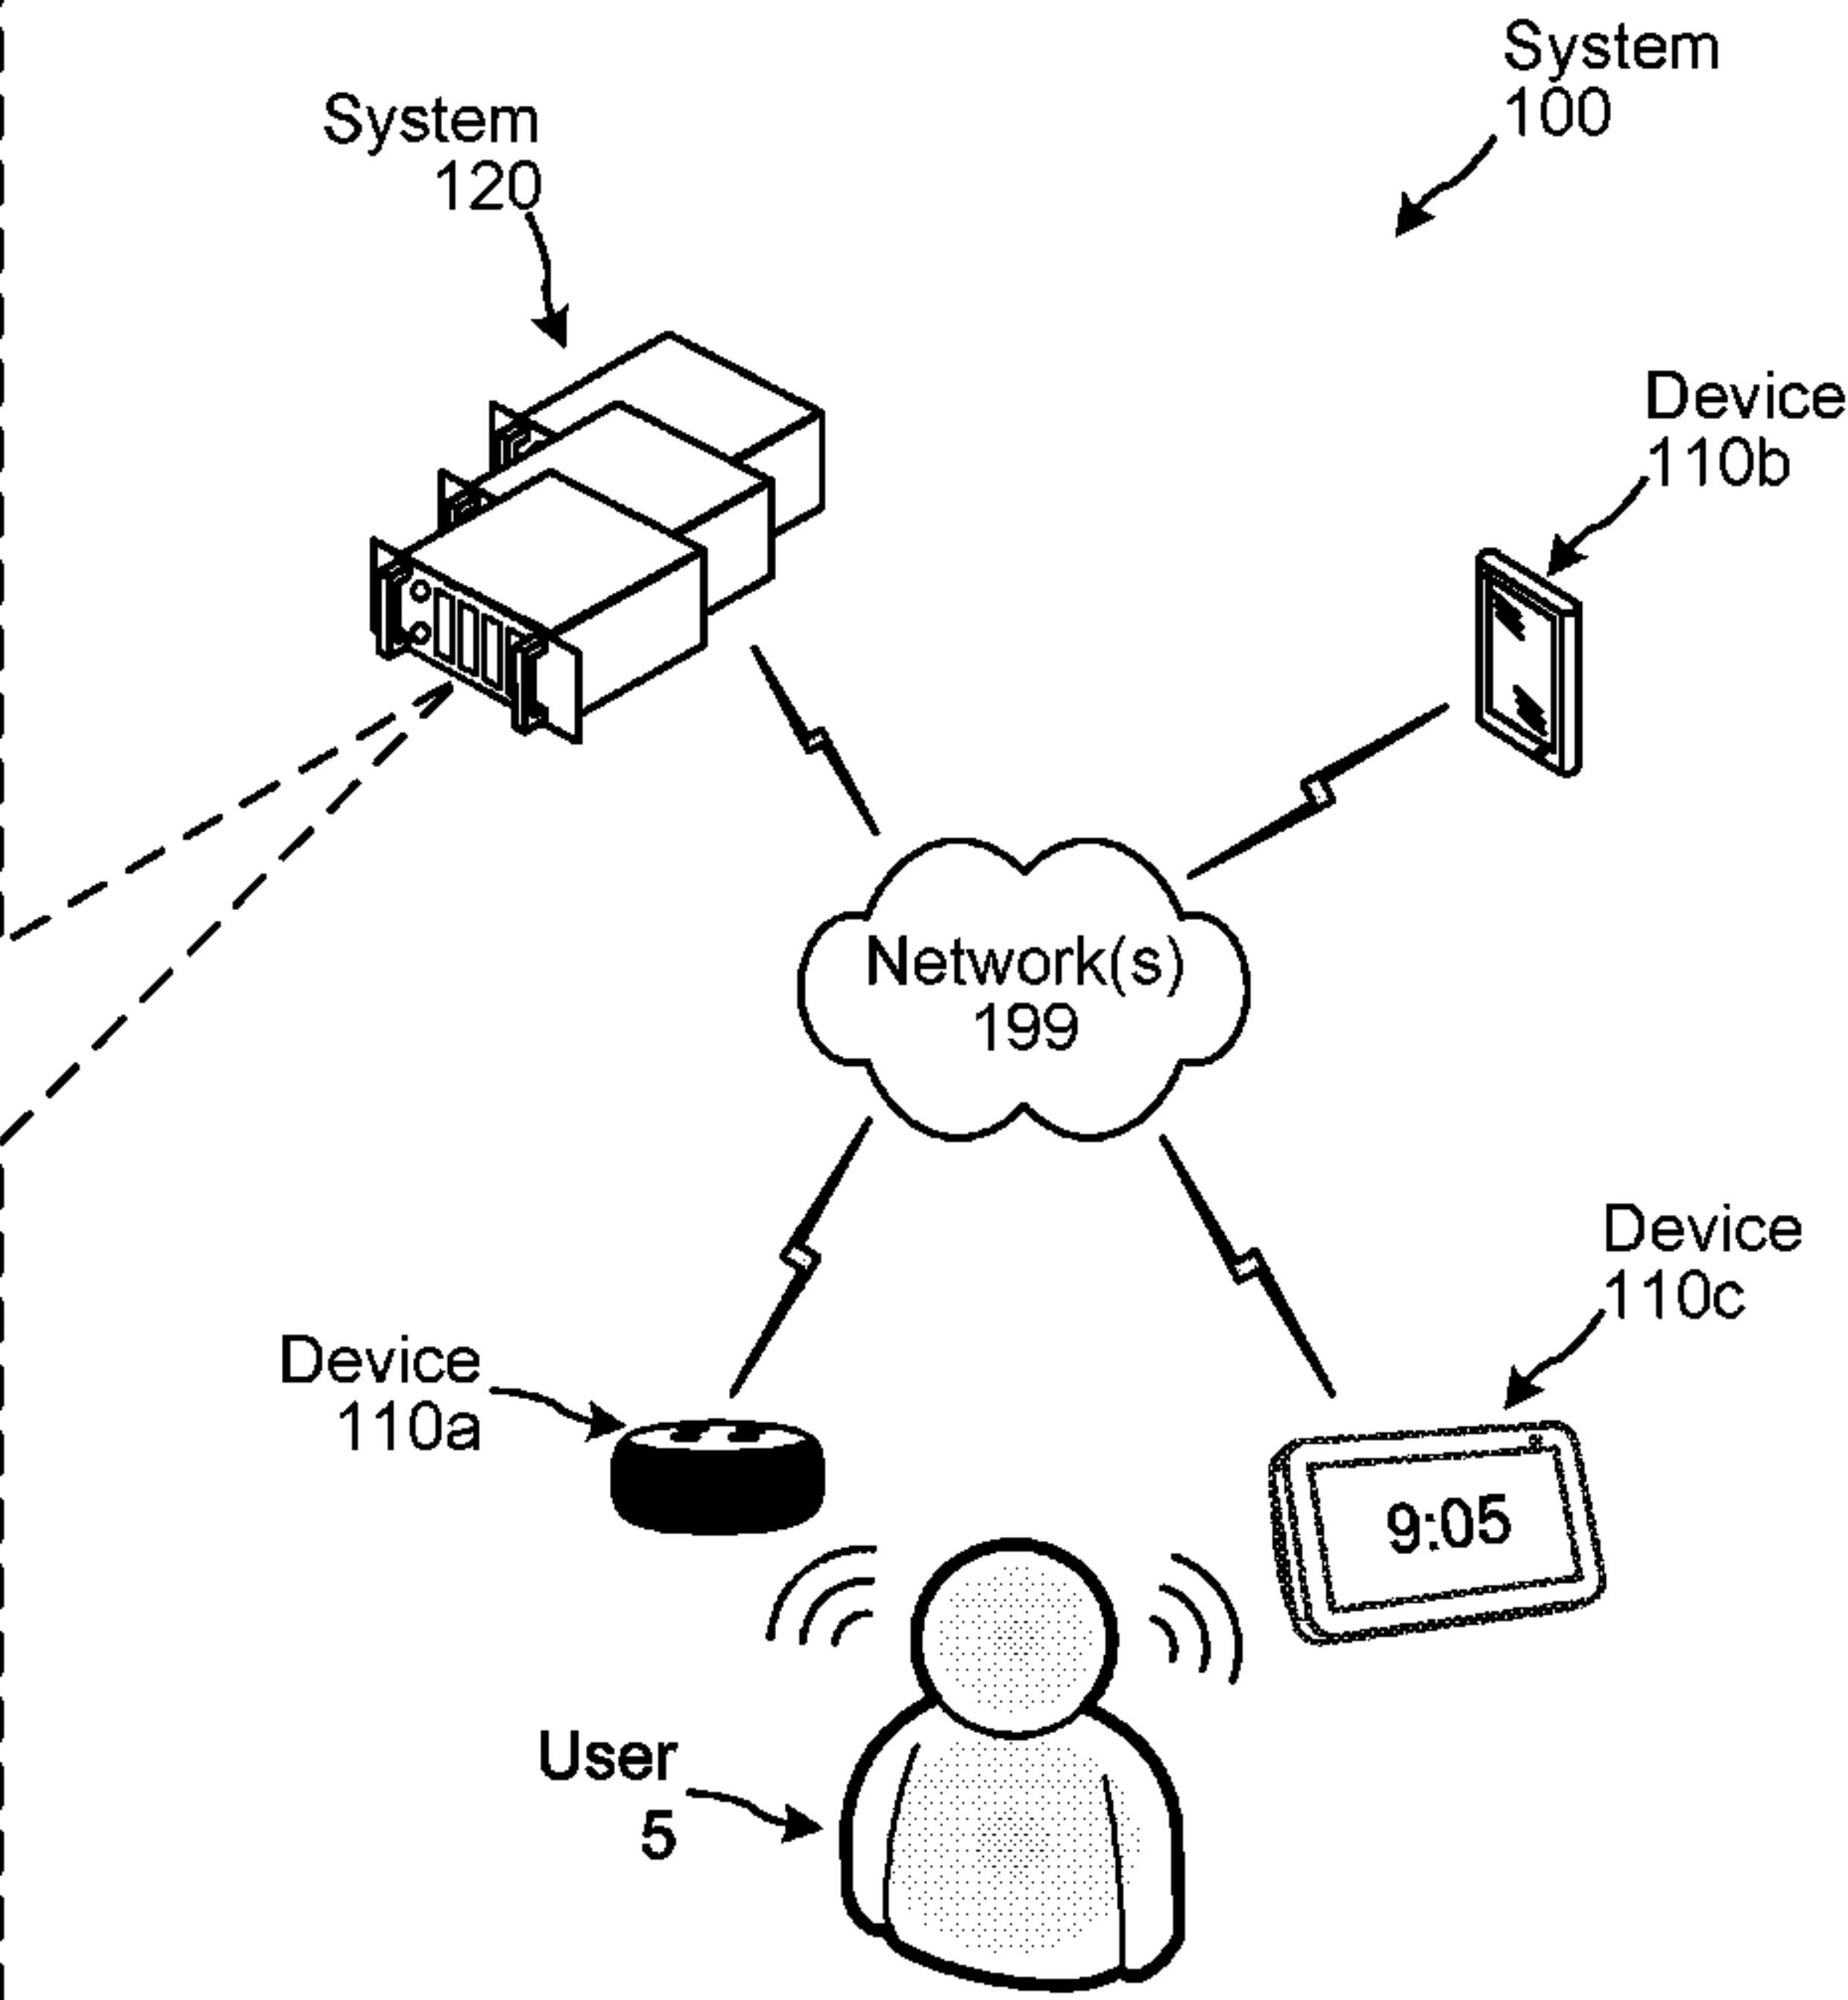 System
100
System
120
Device
110b
Network(s)
199
Device
110c
Device
110a
9:05
User
5